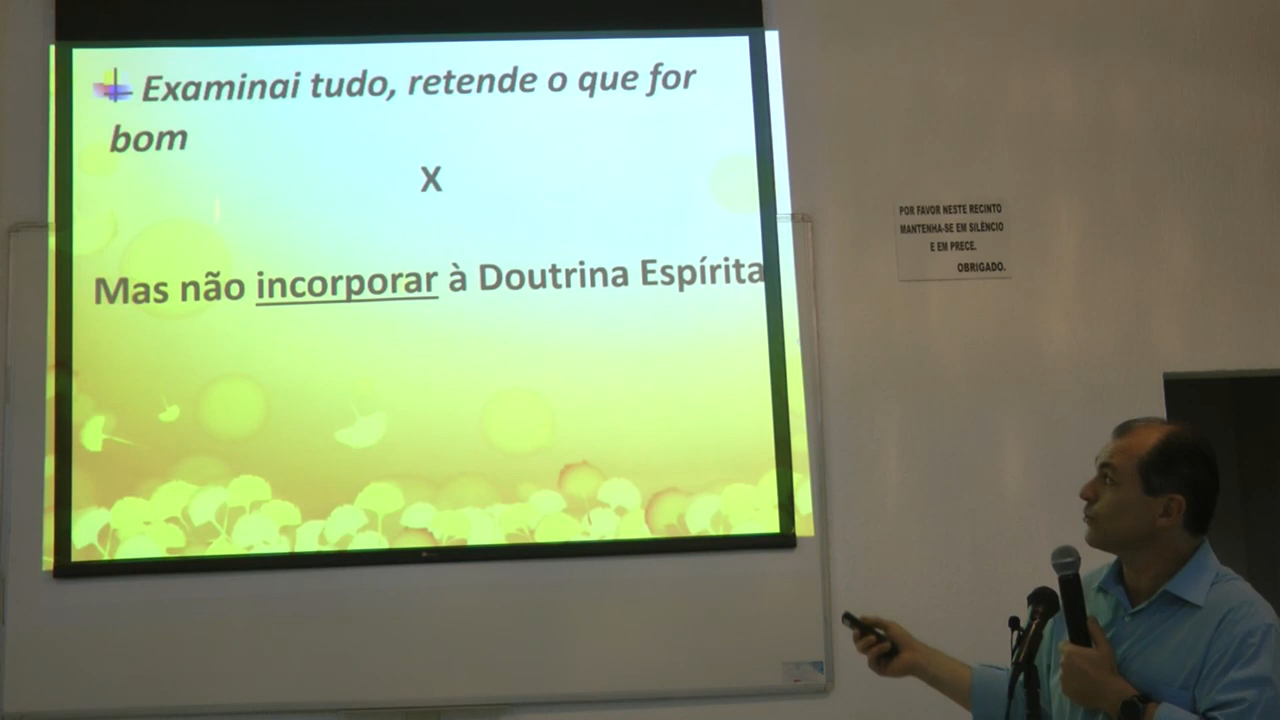 Examinai tudo, retende o que for
bom
X
Mas não incorporar à Doutrina Espírita
POR FAVOR NESTE RECINTO
MANTENHA-SE EM SILÊNCIO
E EM PRECE.
OBRIGADO.